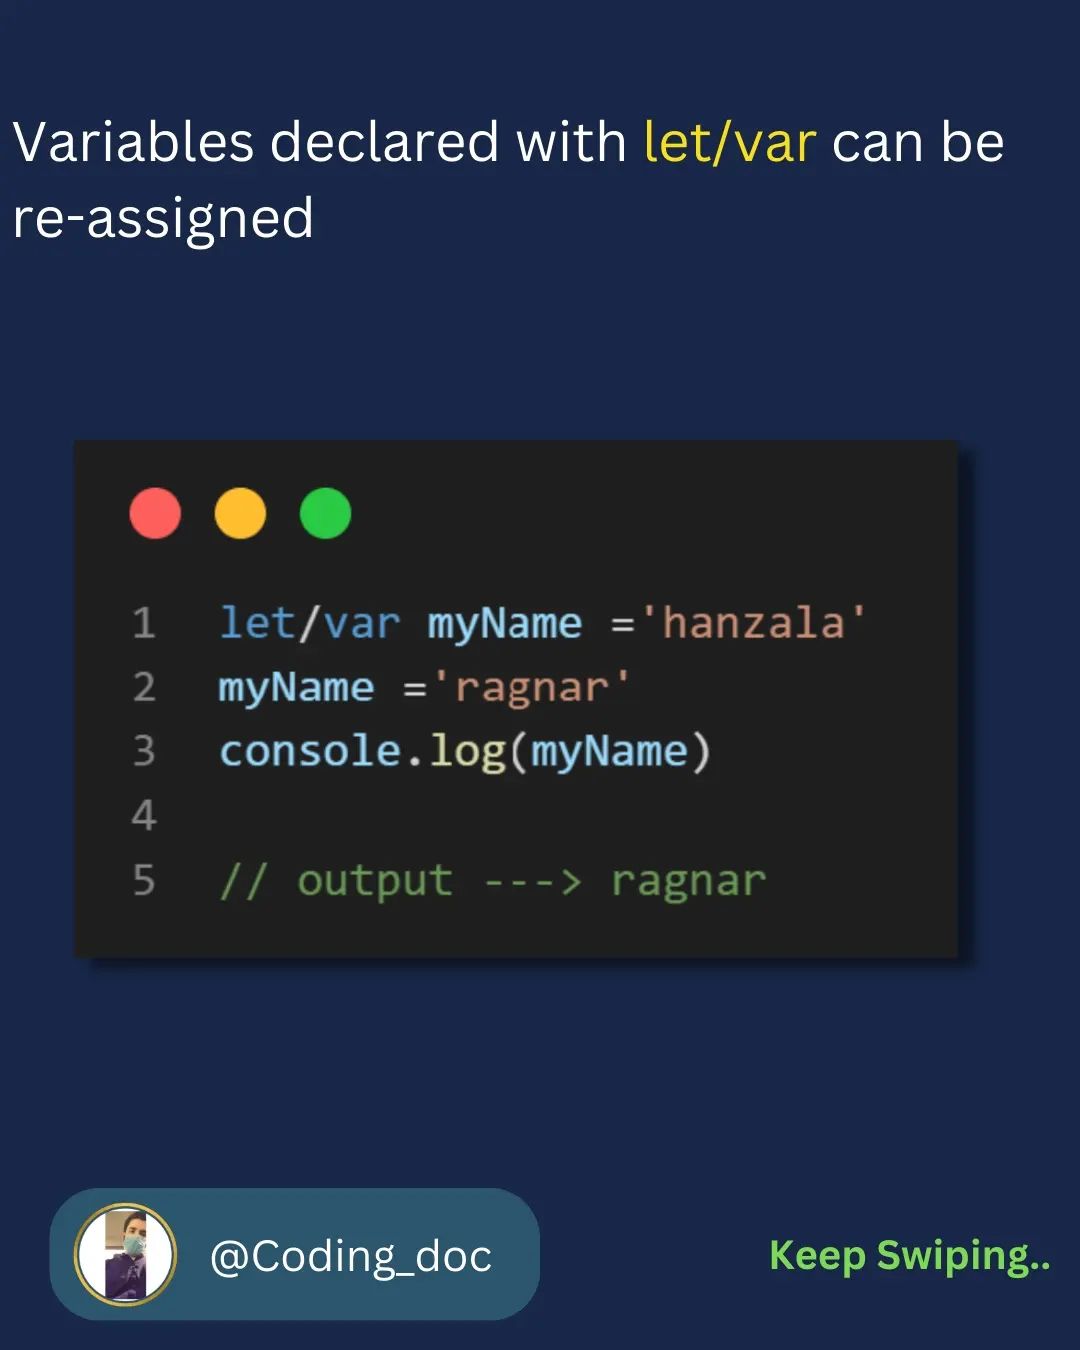 Variables declared with let/var can be
re-assigned
1 let/var myName ='hanzala'
2 myName ='ragnar'
3 console.log(myName)
4
5 // output ---> ragnar
@Coding_doc
Keep Swiping..